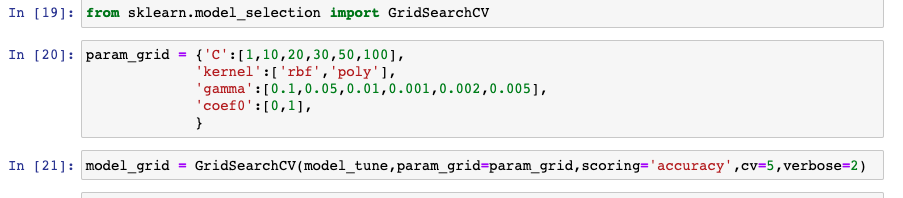 In [19]: from sklearn.model_selection import GridSearchCV
In [20]: param_grid = {'C':[1,10,20,30,50,100],
'kernel':['rbf','poly'],
'gamma':[0.1,0.05,0.01,0.001,0.002,0.005],
'coef0':[0,1],
}
In [21]: model_grid = GridSearchCV(model_tune,param_grid=param_grid,scoring='accuracy',cv=5,verbose=2)